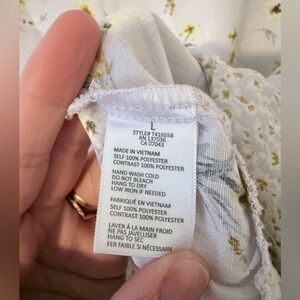 L
STYLE# T41655B
RN 137036
CA 07043
MADE IN VIETNAM
SELF 100% POLYESTER
CONTRAST 100% POLYESTER
HAND WASH COLD
DO NOT BLEACH
HANG TO DRY
LOW IRON IF NEEDED
FABRIQUÉ EN VIETNAM
SELF 100% POLYESTER
CONTRAST 100% POLYESTER
LAVER À LA MAIN FROID
NE PAS JAVELLISER
HANG TO SEC
FER FAIBLE SI NÉCESSAIRE